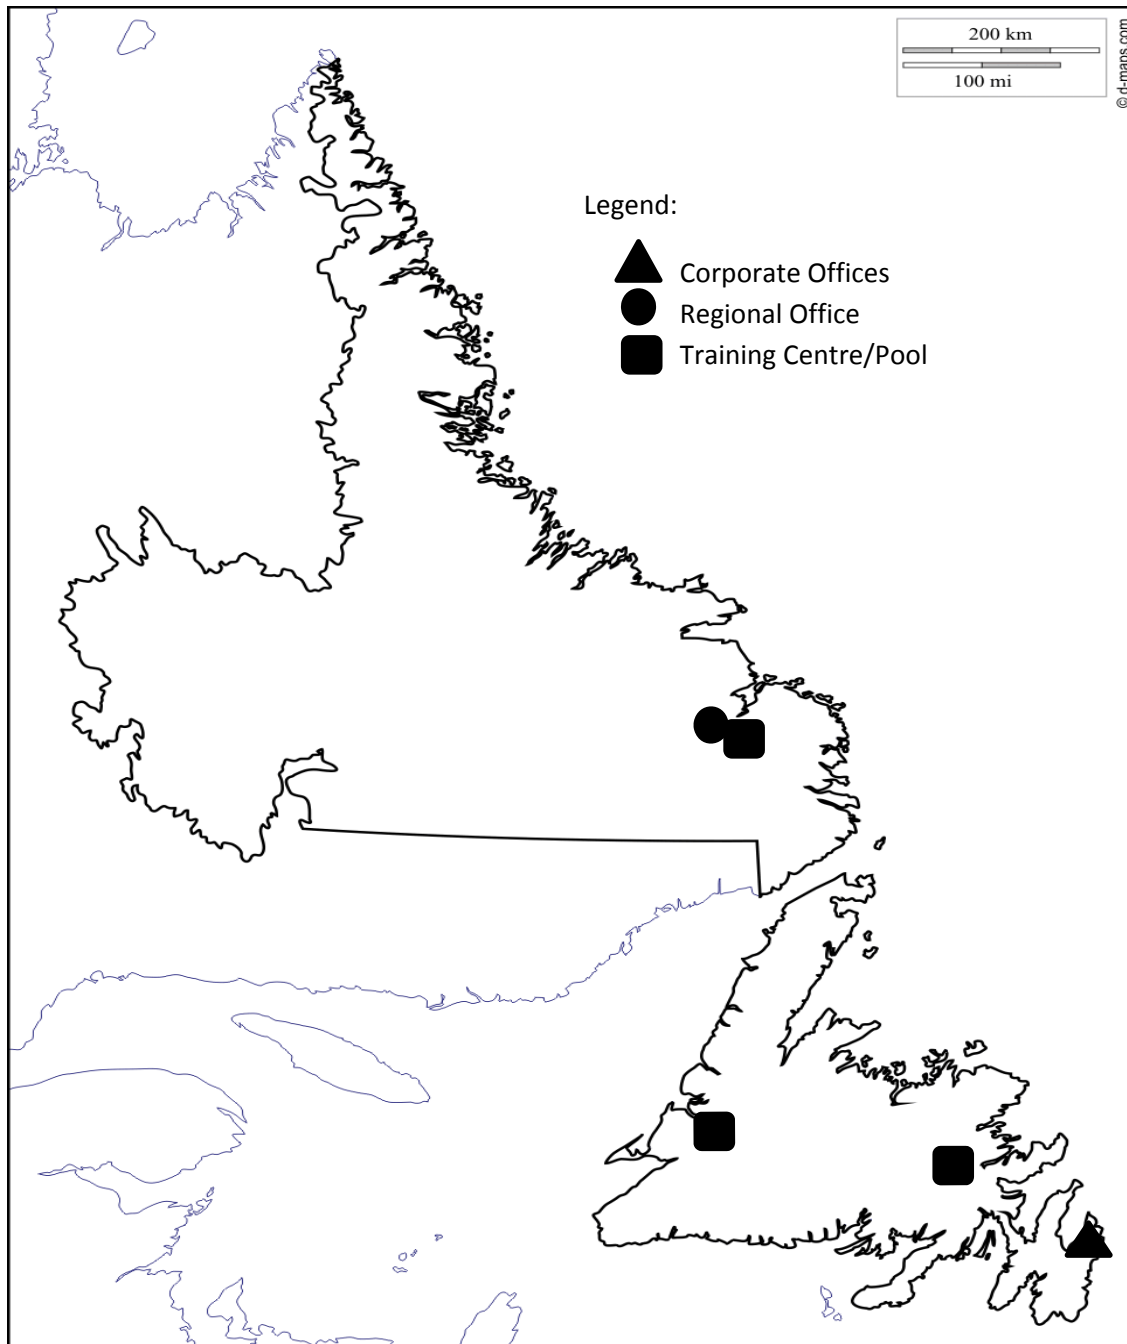 200 km
100 mi
© d-maps.com
Legend:
Corporate Offices
Regional Office
Training Centre/Pool